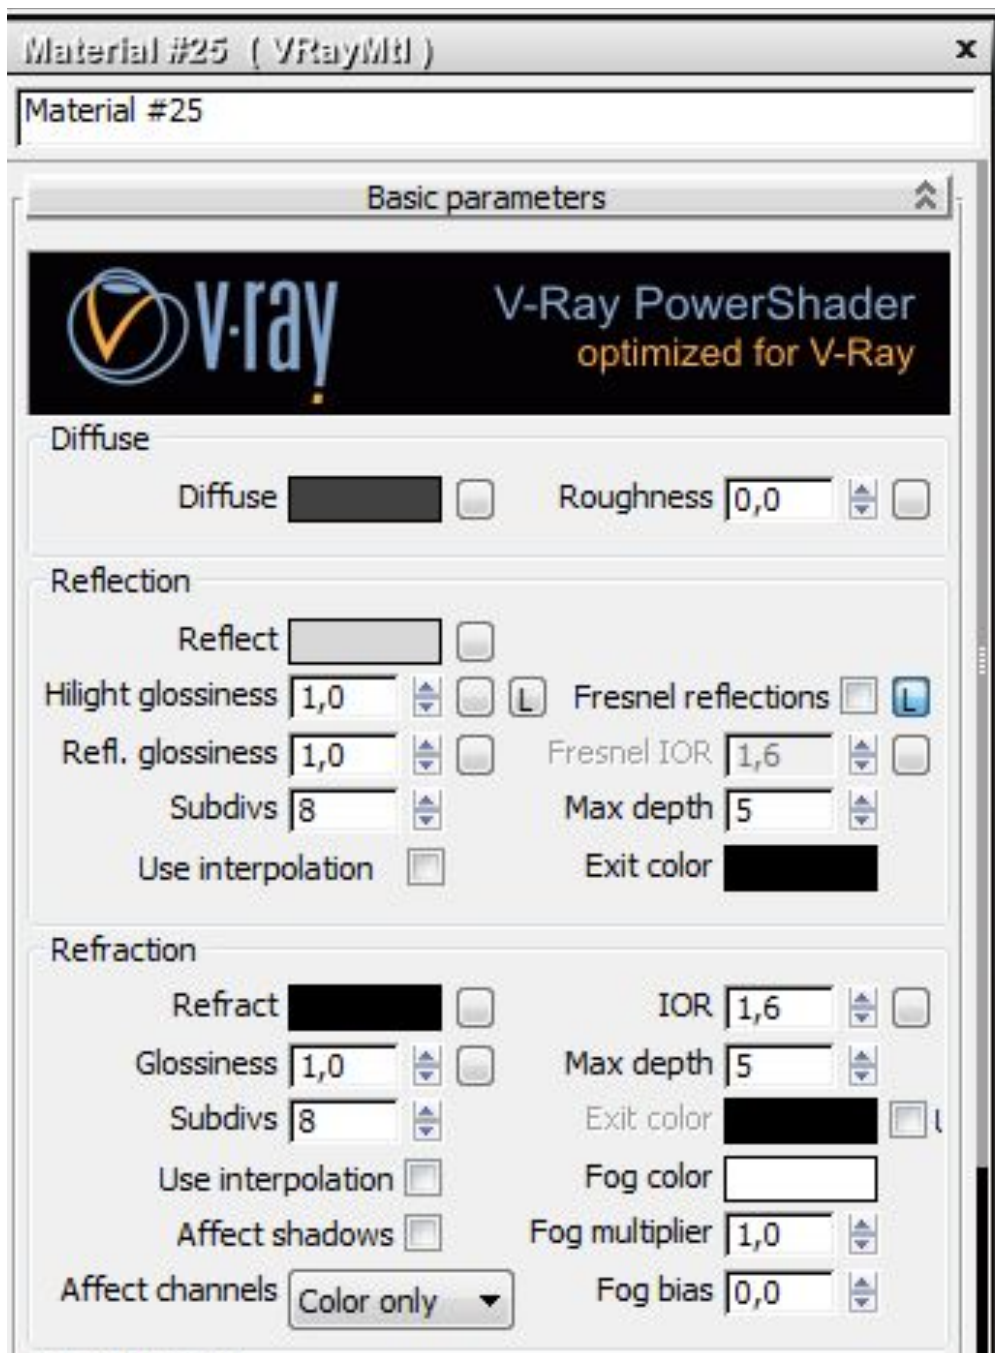 Material #25 ( VRayMtl )
x
Material #25
Basic parameters
v·ray
V-Ray PowerShader
optimized for V-Ray
Diffuse
Diffuse
Roughness 0,0
Reflection
Reflect
Hilight glossiness 1,0 L Fresnel reflections L
Refl. glossiness 1,0 Fresnel IOR 1,6
Subdivs 8 Max depth 5
Use interpolation Exit color
Refraction
Refract IOR 1,6
Glossiness 1,0 Max depth 5
Subdivs 8 Exit color
Use interpolation Fog color
Affect shadows Fog multiplier 1,0
Affect channels Color only Fog bias 0,0